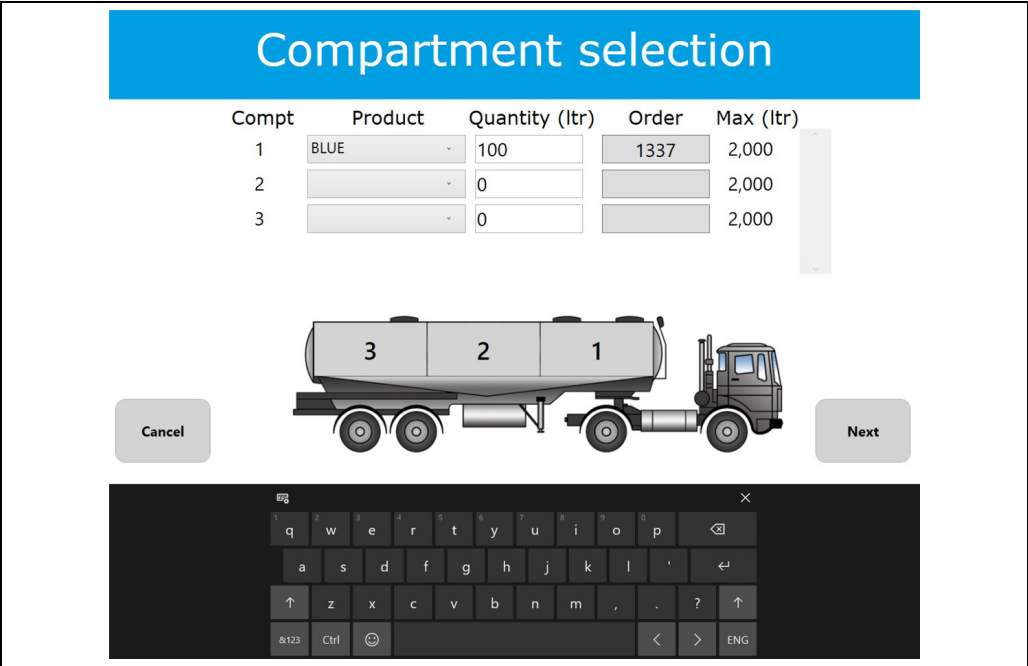 Compartment selection
Compt Product Quantity (ltr) Order Max (ltr)
1 BLUE 100 1337 2,000
2 0 2,000
3 0 2,000
3 2 1
Cancel
Next
1 2 3 4 5 6 7 8 9 0
q w e r t y u i o p
a s d f g h j k l '
z x c v b n m , . ?
&123 Ctrl ENG